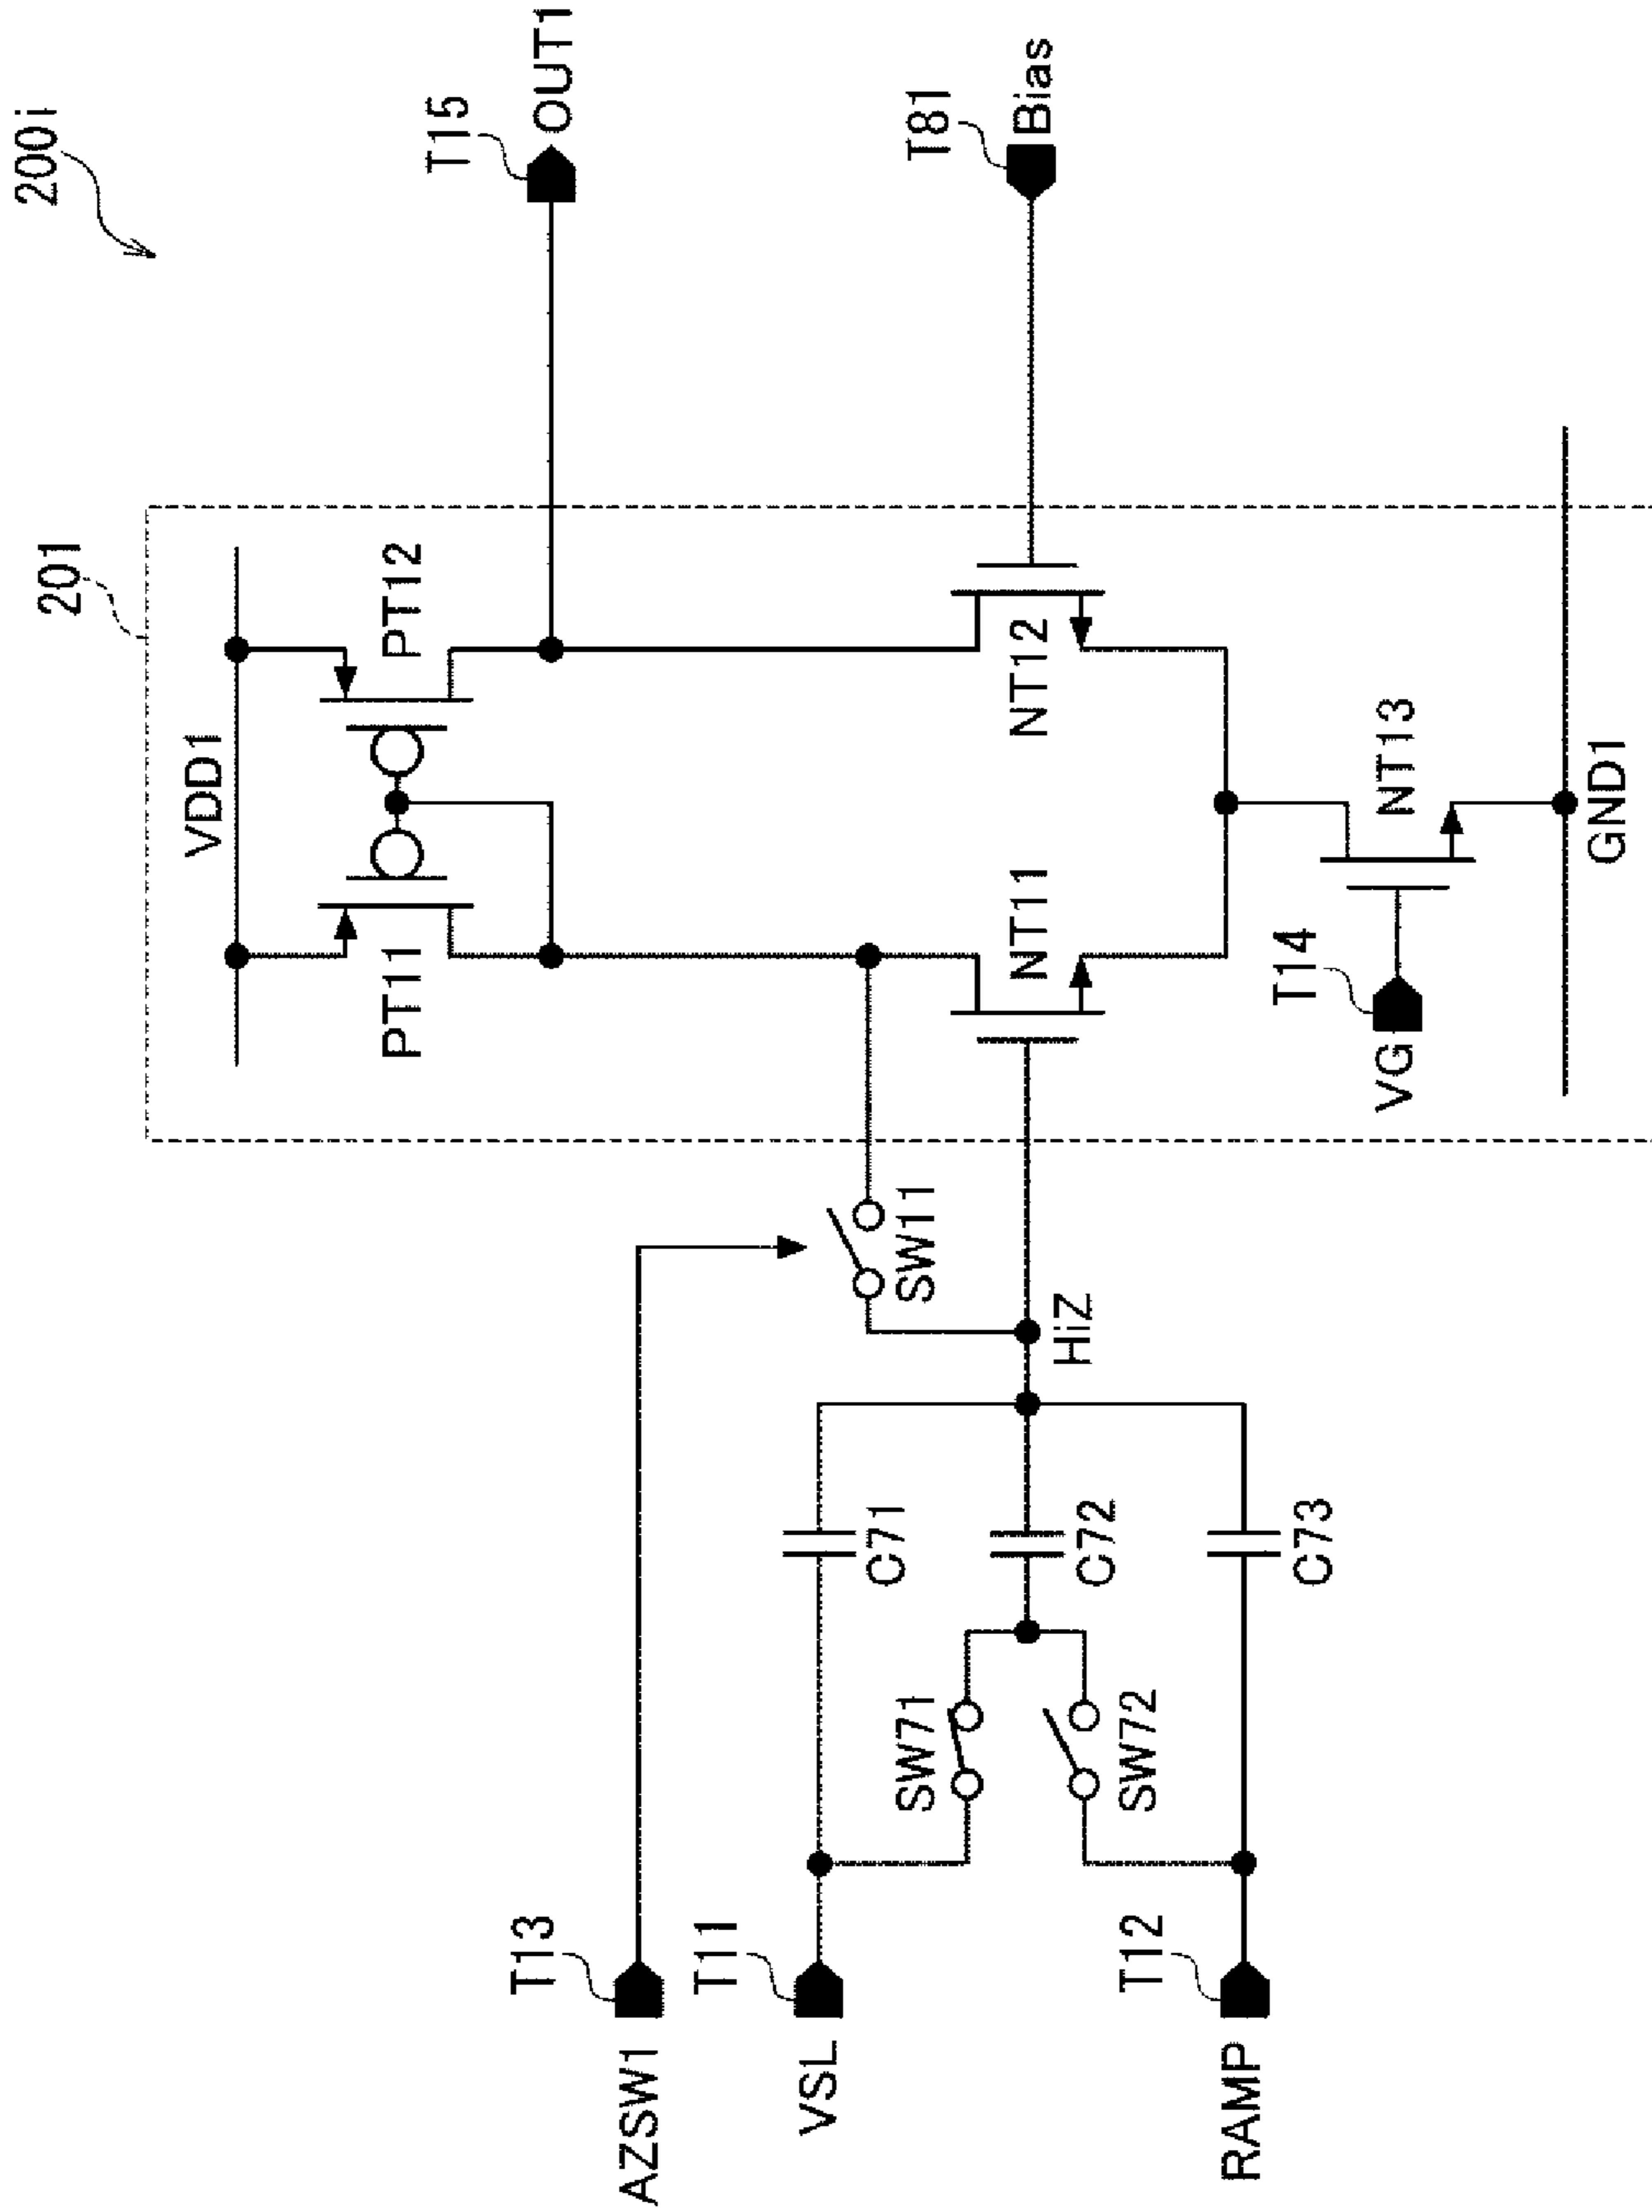 200i
201
VDD1
PT11
PT12
T15
OUT1
AZSW1
T13
SW11
VSL
T11
C71
SW71
C72
SW72
RAMP
T12
C73
HiZ
NT11
NT12
T81
Bias
VG
T14
NT13
GND1